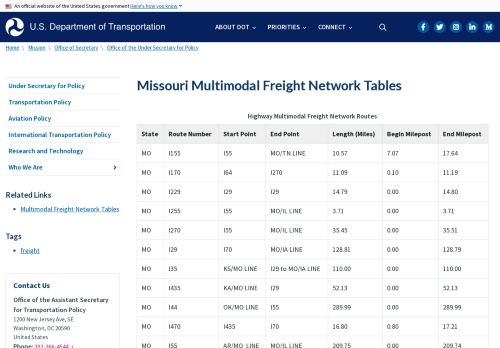 An official website of the United States government Here's how you know
U.S. Department of Transportation
ABOUT DOT
PRIORITIES
CONNECT
Home \ Mission \ Office of Secretary \ Office of the Under Secretary for Policy
Under Secretary for Policy
Transportation Policy
Aviation Policy
International Transportation Policy
Research and Technology
Who We Are
Related Links
Multimodal Freight Network Tables
Tags
freight
Contact Us
Office of the Assistant Secretary
for Transportation Policy
1200 New Jersey Ave, SE
Washington, DC 20590
United States
Phone: 202-366-4544
Missouri Multimodal Freight Network Tables
Highway Multimodal Freight Network Routes
State Route Number Start Point End Point Length (Miles) Begin Milepost End Milepost
MO I155 I55 MO/TN LINE 10.57 7.07 17.64
MO I170 I64 I270 11.09 0.10 11.19
MO I229 I29 I29 14.79 0.00 14.80
MO I255 I55 MO/IL LINE 3.71 0.00 3.71
MO I270 I55 MO/IL LINE 35.45 0.00 35.51
MO I29 I70 MO/IA LINE 128.81 0.00 128.79
MO I35 KS/MO LINE I29 to MO/IA LINE 110.00 0.00 110.00
MO I435 KA/MO LINE I29 52.13 0.00 52.13
MO I44 OK/MO LINE I55 289.99 0.00 289.99
MO I470 I435 I70 16.80 0.80 17.21
MO I55 AR/MO LINE MO/IL LINE 209.75 0.00 209.74